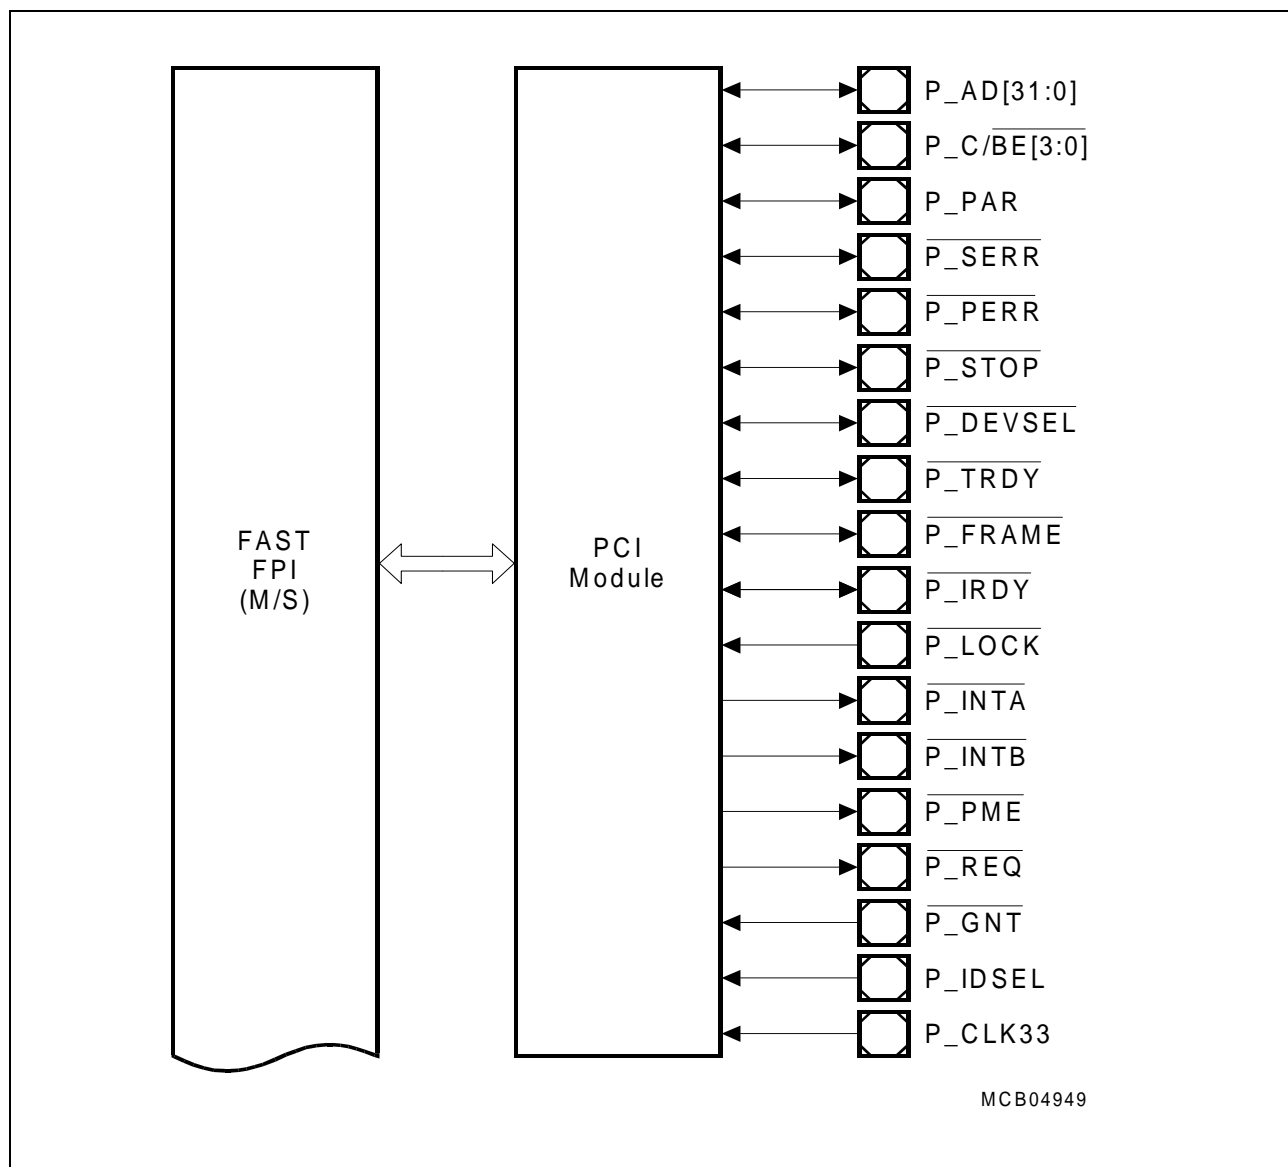 P_AD[31:0]
P_C/BE[3:0]
P_PAR
P_SERR
P_PERR
P_STOP
P_DEVSEL
P_TRDY
P_FRAME
P_IRDY
P_LOCK
P_INTA
P_INTB
P_PME
P_REQ
P_GNT
P_IDSEL
P_CLK33
FAST
FPI
(M/S)
PCI
Module
MCB04949